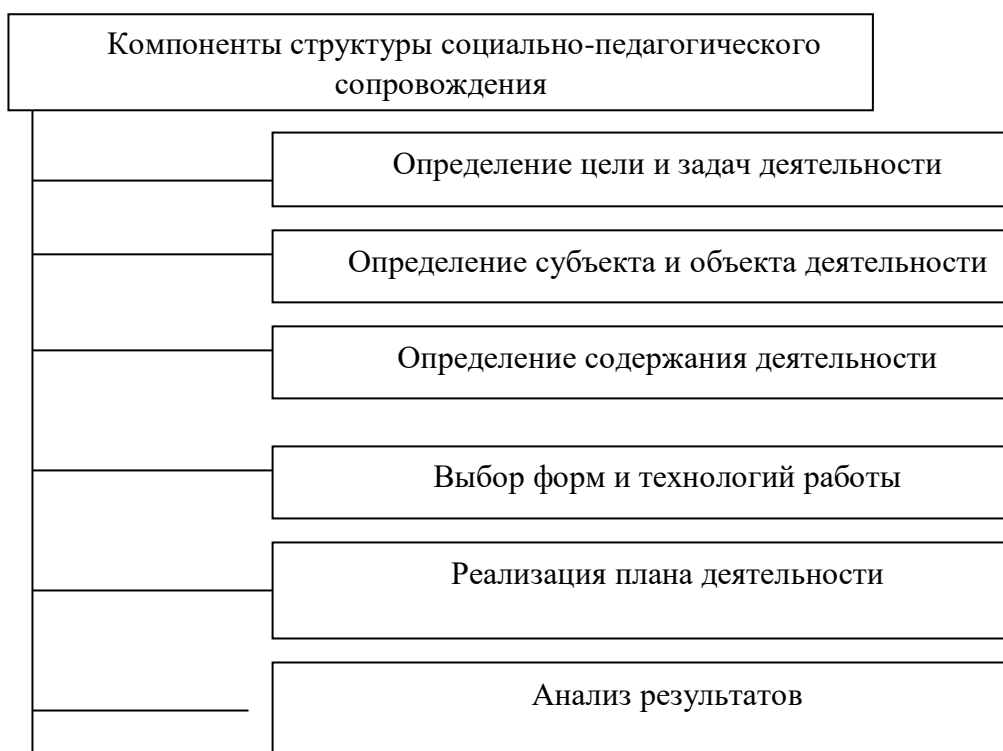 Компоненты структуры социально-педагогического
сопровождения
Определение цели и задач деятельности
Определение субъекта и объекта деятельности
Определение содержания деятельности
Выбор форм и технологий работы
Реализация плана деятельности
Анализ результатов